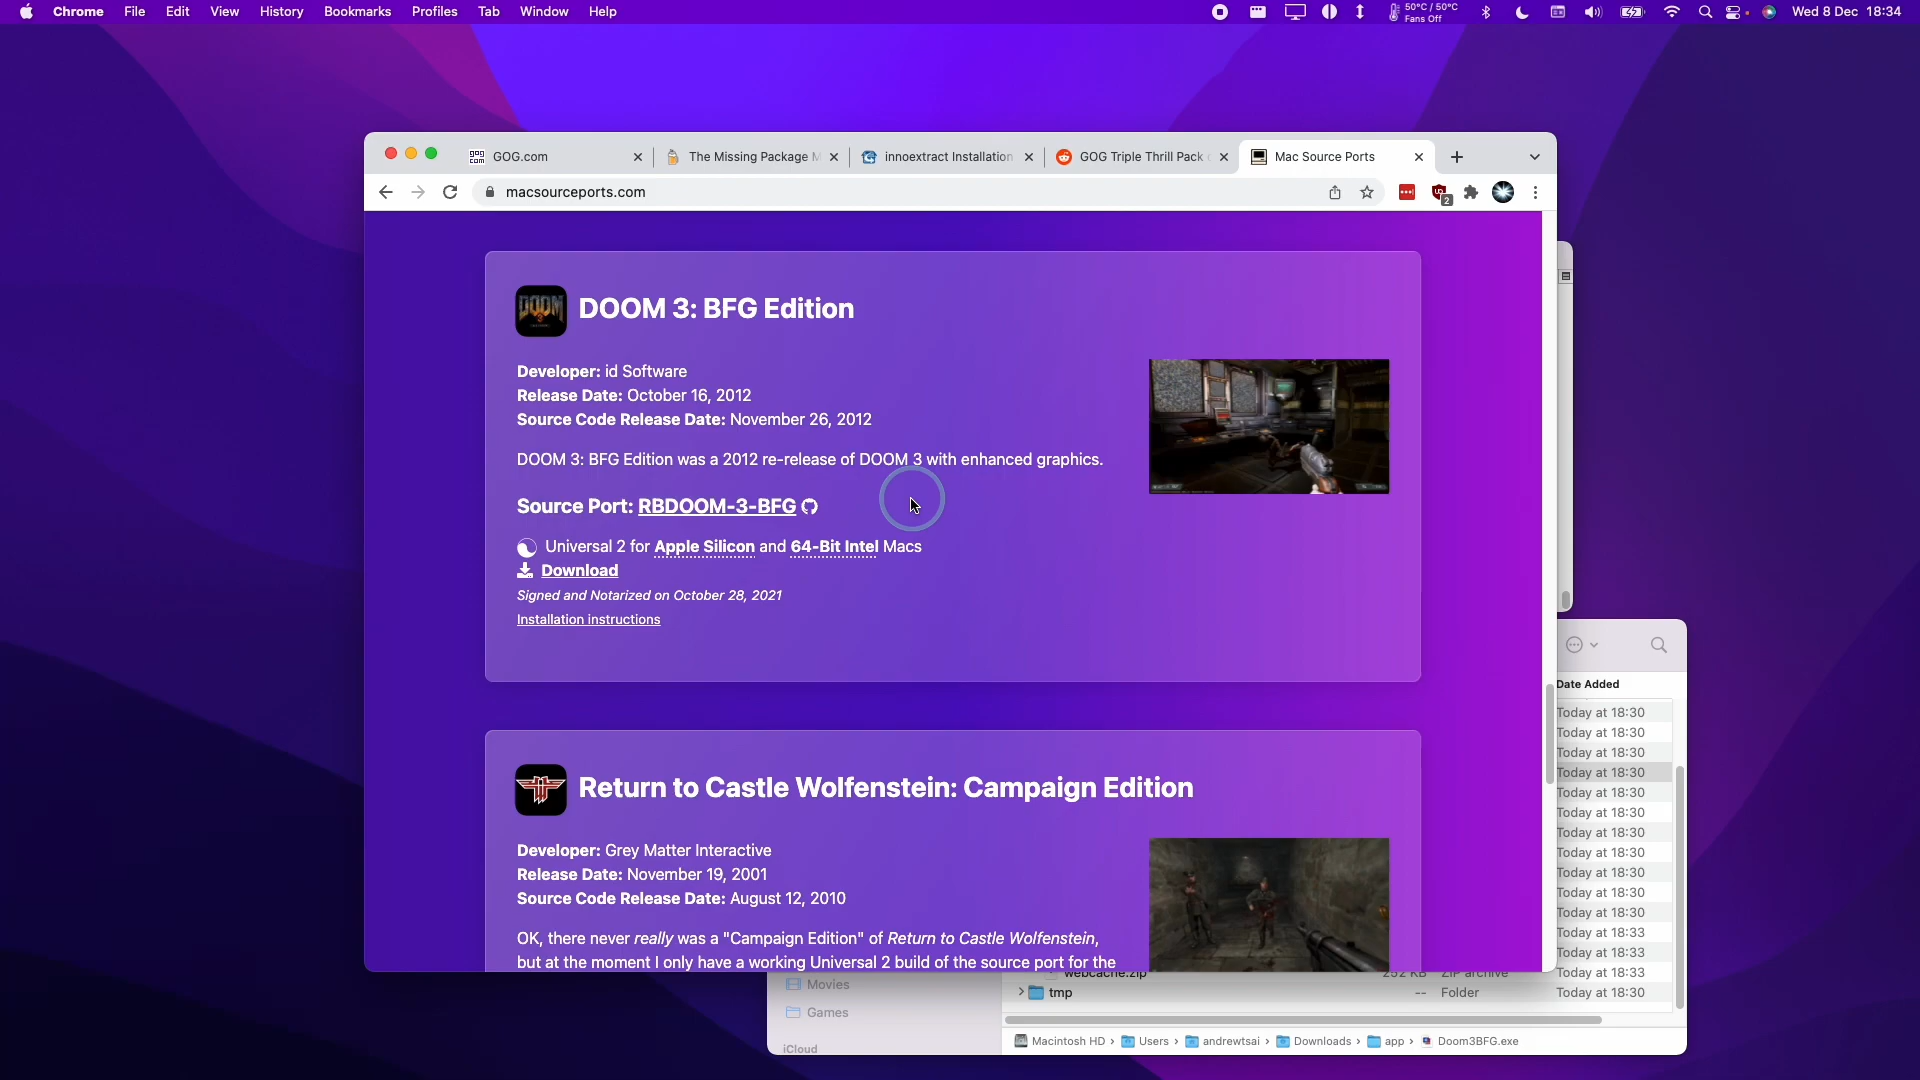 Chrome File Edit View History Bookmarks Profiles Tab Window Help
50°C / 50°C
Fans Off
Wed 8 Dec 18:34
GOG.com
The Missing Package M
innoextract Installation
GOG Triple Thrill Pack
Mac Source Ports
macsourceports.com
2
DOOM 3: BFG Edition
Developer: id Software
Release Date: October 16, 2012
Source Code Release Date: November 26, 2012
DOOM 3: BFG Edition was a 2012 re-release of DOOM 3 with enhanced graphics.
Source Port: RBDOOM-3-BFG
Universal 2 for Apple Silicon and 64-Bit Intel Macs
Download
Signed and Notarized on October 28, 2021
Installation instructions
Return to Castle Wolfenstein: Campaign Edition
Developer: Grey Matter Interactive
Release Date: November 19, 2001
Source Code Release Date: August 12, 2010
OK, there never really was a "Campaign Edition" of Return to Castle Wolfenstein,
but at the moment I only have a working Universal 2 build of the source port for the
Date Added
Today at 18:30
Today at 18:30
Today at 18:30
Today at 18:30
Today at 18:30
Today at 18:30
Today at 18:30
Today at 18:30
Today at 18:30
Today at 18:30
Today at 18:30
Today at 18:33
Today at 18:33
webcache.zip 252 KB ZIP archive Today at 18:33
tmp -- Folder Today at 18:30
Movies
Games
iCloud
Macintosh HD › Users › andrewtsai › Downloads › app › Doom3BFG.exe